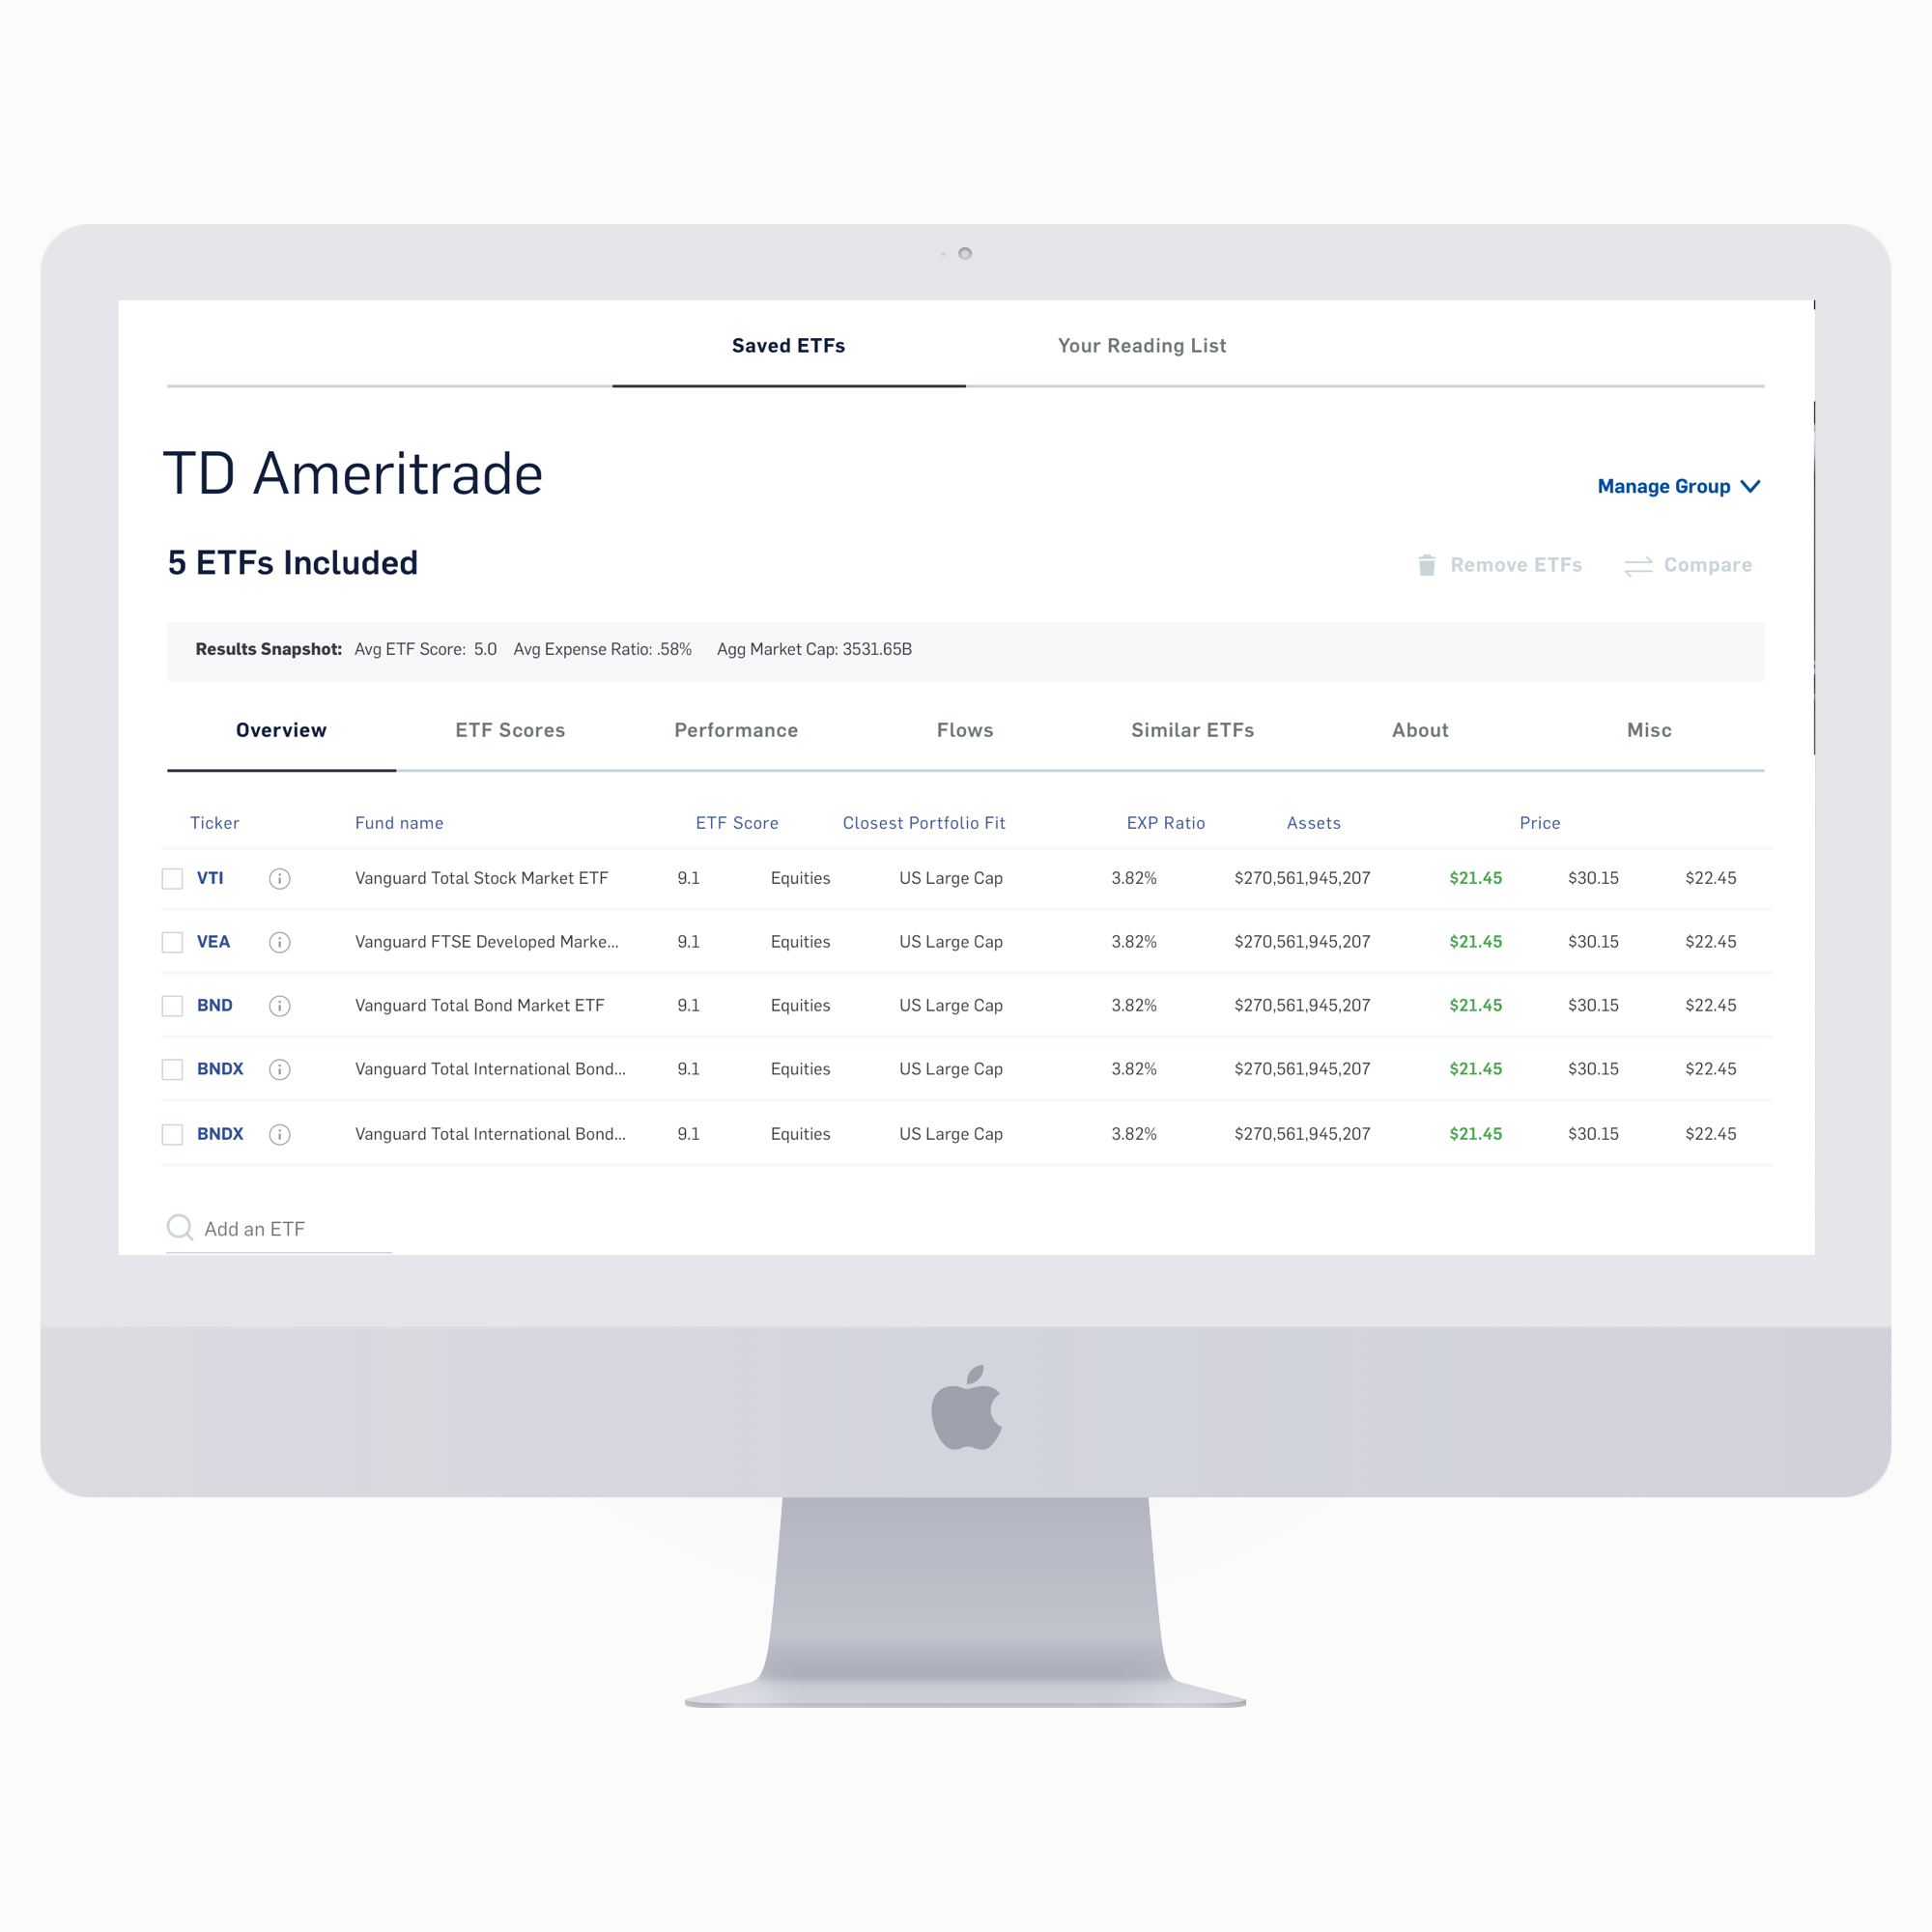 Saved ETFs Your Reading List
TD Ameritrade
Manage Group
5 ETFs Included
Remove ETFs Compare
Results Snapshot: Avg ETF Score: 5.0 Avg Expense Ratio: .58% Agg Market Cap: 3531.65B
Overview ETF Scores Performance Flows Similar ETFs About Misc
Ticker Fund name ETF Score Closest Portfolio Fit EXP Ratio Assets Price
VTI Vanguard Total Stock Market ETF 9.1 Equities US Large Cap 3.82% $270,561,945,207 $21.45 $30.15 $22.45
VEA Vanguard FTSE Developed Marke... 9.1 Equities US Large Cap 3.82% $270,561,945,207 $21.45 $30.15 $22.45
BND Vanguard Total Bond Market ETF 9.1 Equities US Large Cap 3.82% $270,561,945,207 $21.45 $30.15 $22.45
BNDX Vanguard Total International Bond... 9.1 Equities US Large Cap 3.82% $270,561,945,207 $21.45 $30.15 $22.45
BNDX Vanguard Total International Bond... 9.1 Equities US Large Cap 3.82% $270,561,945,207 $21.45 $30.15 $22.45
Add an ETF